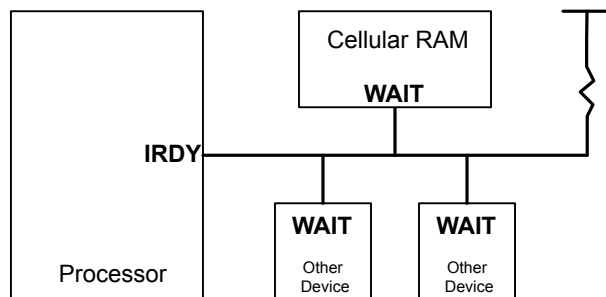 Cellular RAM
WAIT
IRDY
WAIT
WAIT
Other
Device
Other
Device
Processor